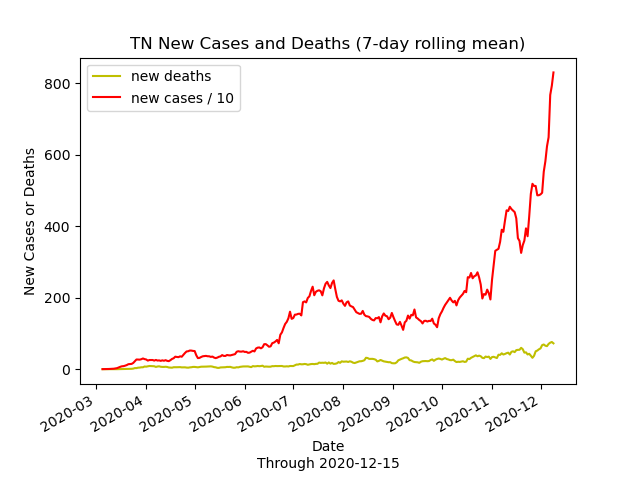 TN New Cases and Deaths (7-day rolling mean)
new deaths
new cases / 10
New Cases or Deaths
800
600
400
200
0
2020-03
2020-04
2020-05
2020-06
2020-07
2020-08
2020-09
2020-10
2020-11
2020-12
Date
Through 2020-12-15